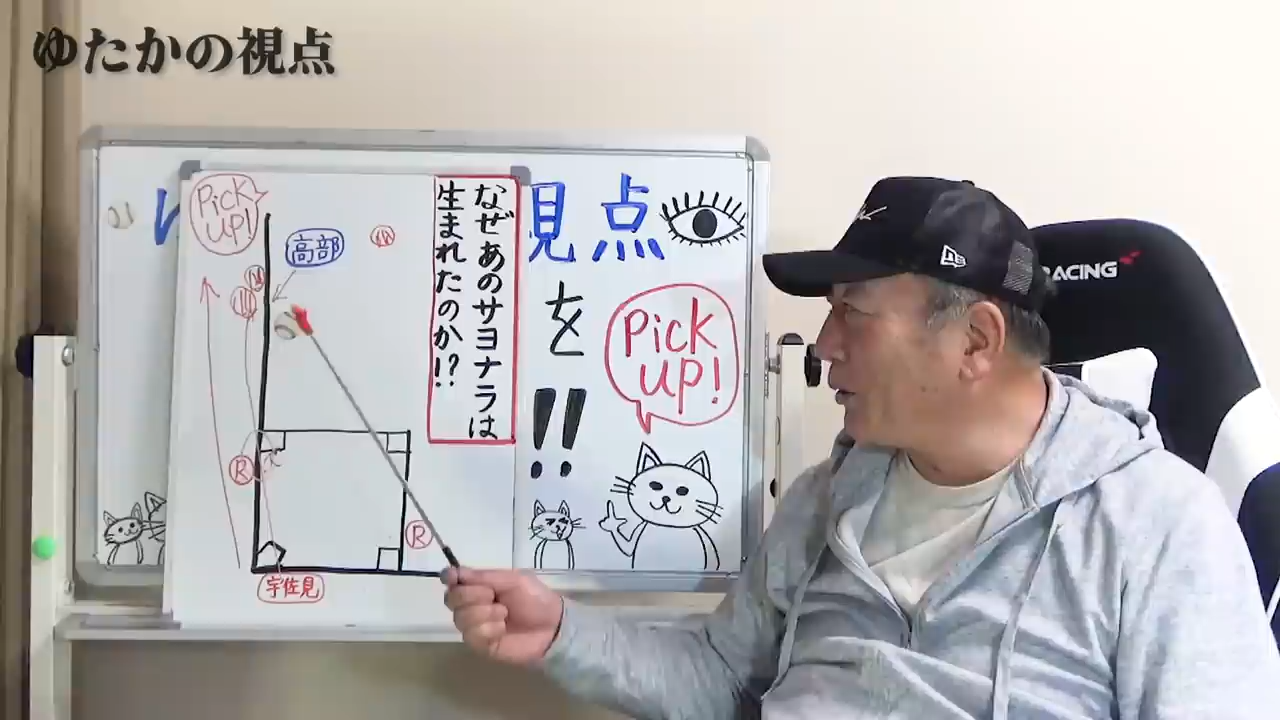 ゆたかの視点
Pick
UP!
高部
なぜあのサヨナラは
生まれたのか!?
視点
を
!!
Pick
UP!
R
R
宇佐見
RACING